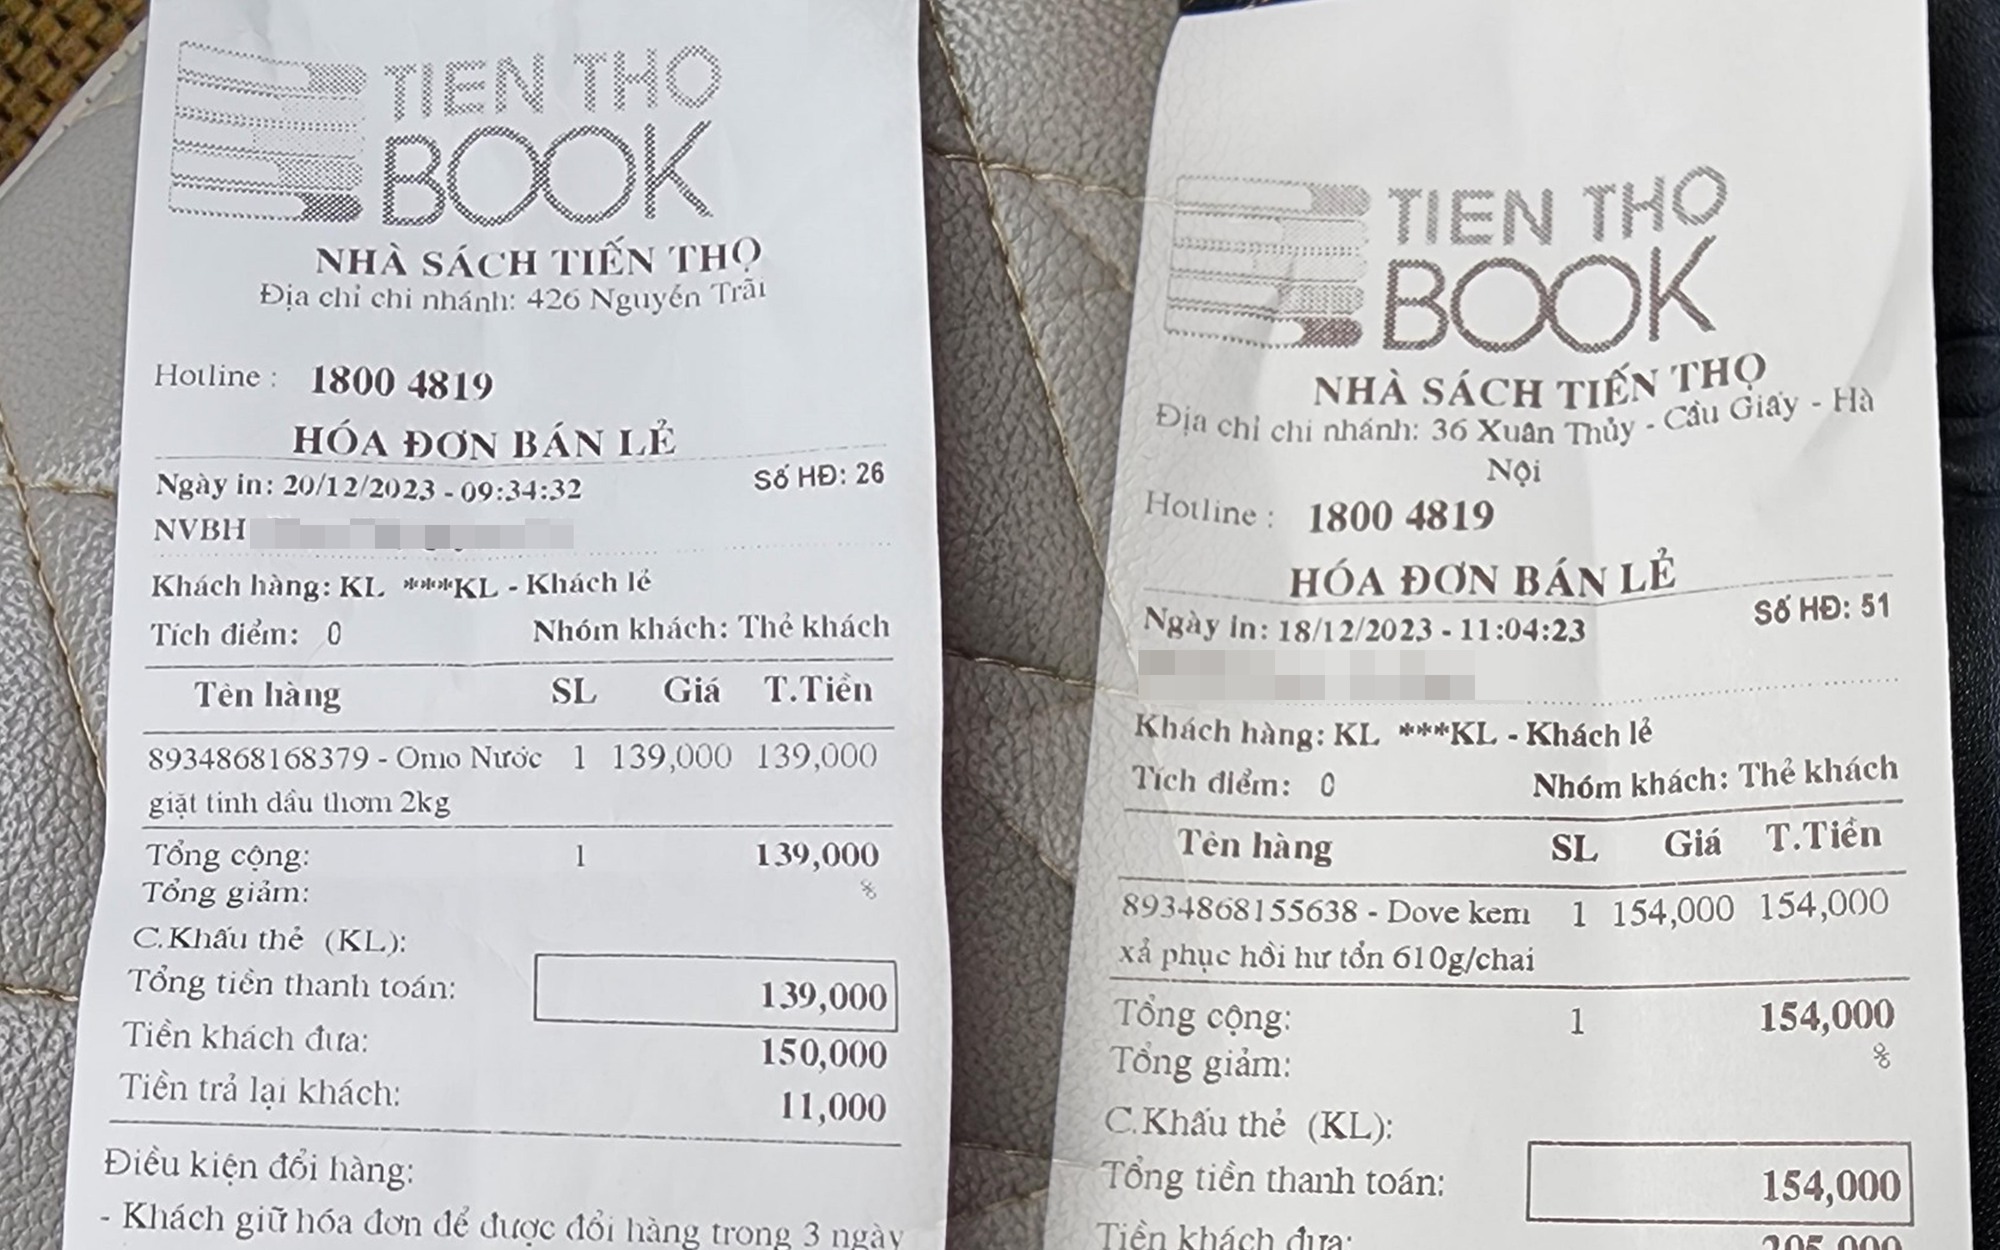 TIEN THO
BOOK
NHÀ SÁCH TIẾN THỌ
Địa chỉ chi nhánh: 426 Nguyễn Trãi
Hotline : 1800 4819
HÓA ĐƠN BÁN LẺ
Ngày in: 20/12/2023 - 09:34:32 Số HĐ: 26
NVBH
Khách hàng: KL ***KL - Khách lẻ
Tích điểm: 0 Nhóm khách: Thẻ khách
Tên hàng SL Giá T.Tiền
8934868168379 - Omo Nước 1 139,000 139,000
giặt tinh dầu thơm 2kg
Tổng cộng: 1 139,000
Tổng giảm: %
C.Khấu thẻ (KL):
Tổng tiền thanh toán: 139,000
Tiền khách đưa: 150,000
Tiền trả lại khách: 11,000
Điều kiện đổi hàng:
- Khách giữ hóa đơn để được đổi hàng trong 3 ngày
TIEN THO
BOOK
NHÀ SÁCH TIẾN THỌ
Địa chỉ chi nhánh: 36 Xuân Thủy - Cầu Giấy - Hà
Nội
Hotline : 1800 4819
HÓA ĐƠN BÁN LẺ
Ngày in: 18/12/2023 - 11:04:23 Số HĐ: 51
Khách hàng: KL ***KL - Khách lẻ
Tích điểm: 0 Nhóm khách: Thẻ khách
Tên hàng SL Giá T.Tiền
8934868155638 - Dove kem 1 154,000 154,000
xả phục hồi hư tổn 610g/chai
Tổng cộng: 1 154,000
Tổng giảm: %
C.Khấu thẻ (KL):
Tổng tiền thanh toán: 154,000
Tiền khách đưa: 205,000